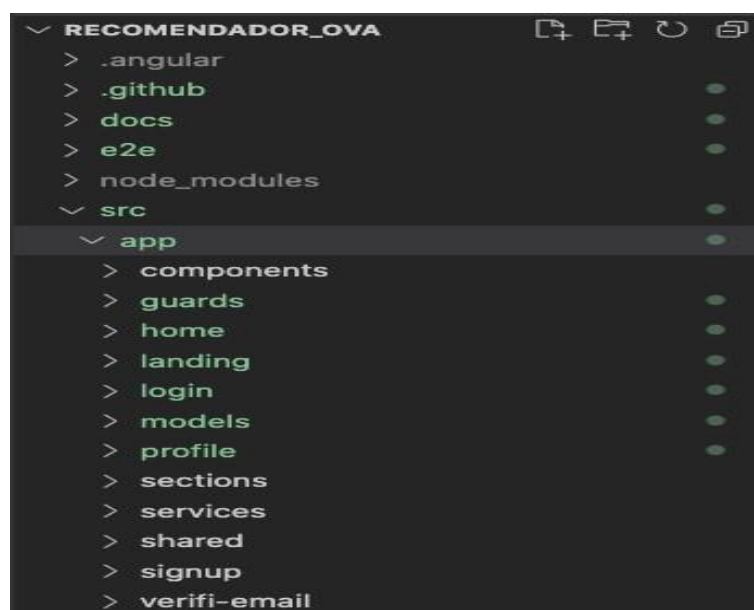 RECOMENDADOR_OVA
.angular
.github
docs
e2e
node_modules
src
app
components
guards
home
landing
login
models
profile
sections
services
shared
signup
verifi-email